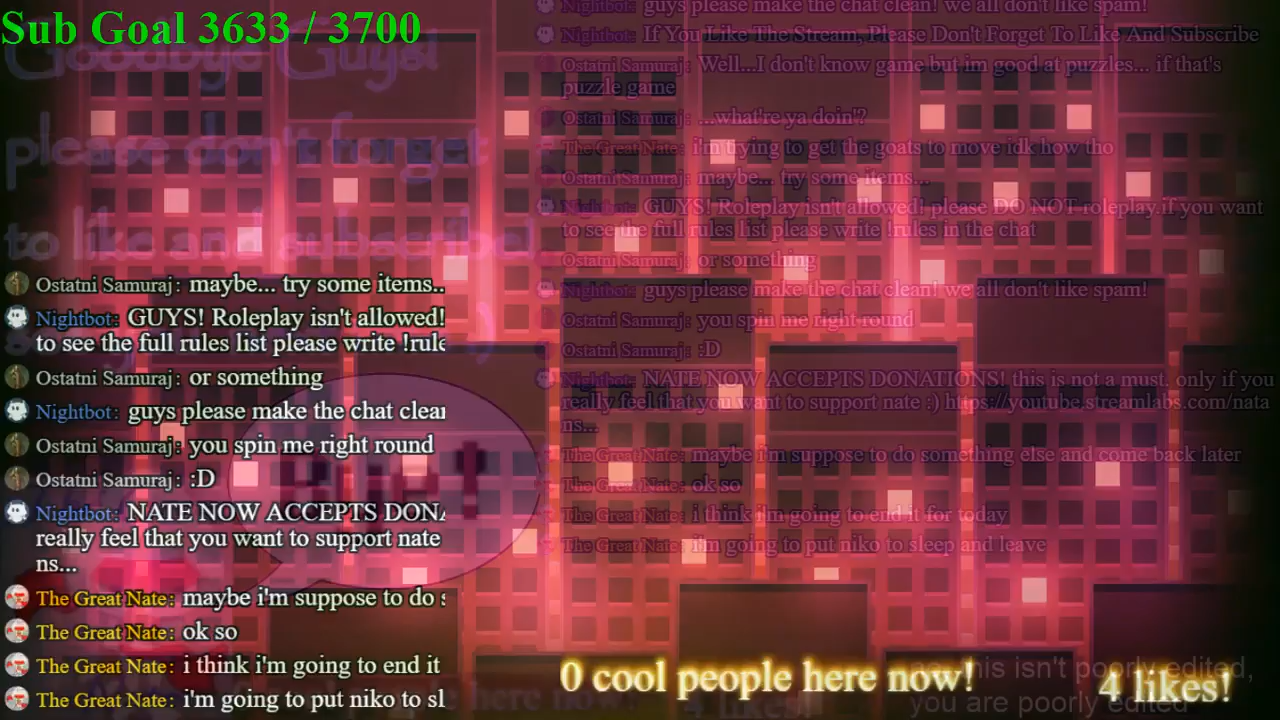 Sub Goal 3633 / 3700
Goodbye Guys!
please don't forget
to like and subscribe!
Ostatni Samuraj: maybe... try some items..
Nightbot: GUYS! Roleplay isn't allowed!
to see the full rules list please write !rule
Ostatni Samuraj: or something
Nightbot: guys please make the chat clean
Ostatni Samuraj: you spin me right round
Ostatni Samuraj: :D
Nightbot: NATE NOW ACCEPTS DONA
really feel that you want to support nate
ns...
The Great Nate: maybe i'm suppose to do s
The Great Nate: ok so
The Great Nate: i think i'm going to end it
The Great Nate: i'm going to put niko to sl
Nightbot: guys please make the chat clean! we all don't like spam!
Nightbot: If You Like The Stream, Please Don't Forget To Like And Subscribe
Ostatni Samuraj: Well...I don't know game but im good at puzzles... if that's
puzzle game
Ostatni Samuraj: ...what're ya doin'?
The Great Nate: i'm trying to get the goats to move idk how tho
Ostatni Samuraj: maybe... try some items...
Nightbot: GUYS! Roleplay isn't allowed! please DO NOT roleplay.if you want
to see the full rules list please write !rules in the chat
Ostatni Samuraj: or something
Nightbot: guys please make the chat clean! we all don't like spam!
Ostatni Samuraj: you spin me right round
Ostatni Samuraj: :D
Nightbot: NATE NOW ACCEPTS DONATIONS! this is not a must, only if you
really feel that you want to support nate :) https://youtube.streamlabs.com/nata
ns...
The Great Nate: maybe i'm suppose to do something else and come back later
The Great Nate: ok so
The Great Nate: i think i'm going to end it for today
The Great Nate: i'm going to put niko to sleep and leave
Bye!
0 cool people here now!
4 likes!
this isn't poorly edited,
you are poorly edited